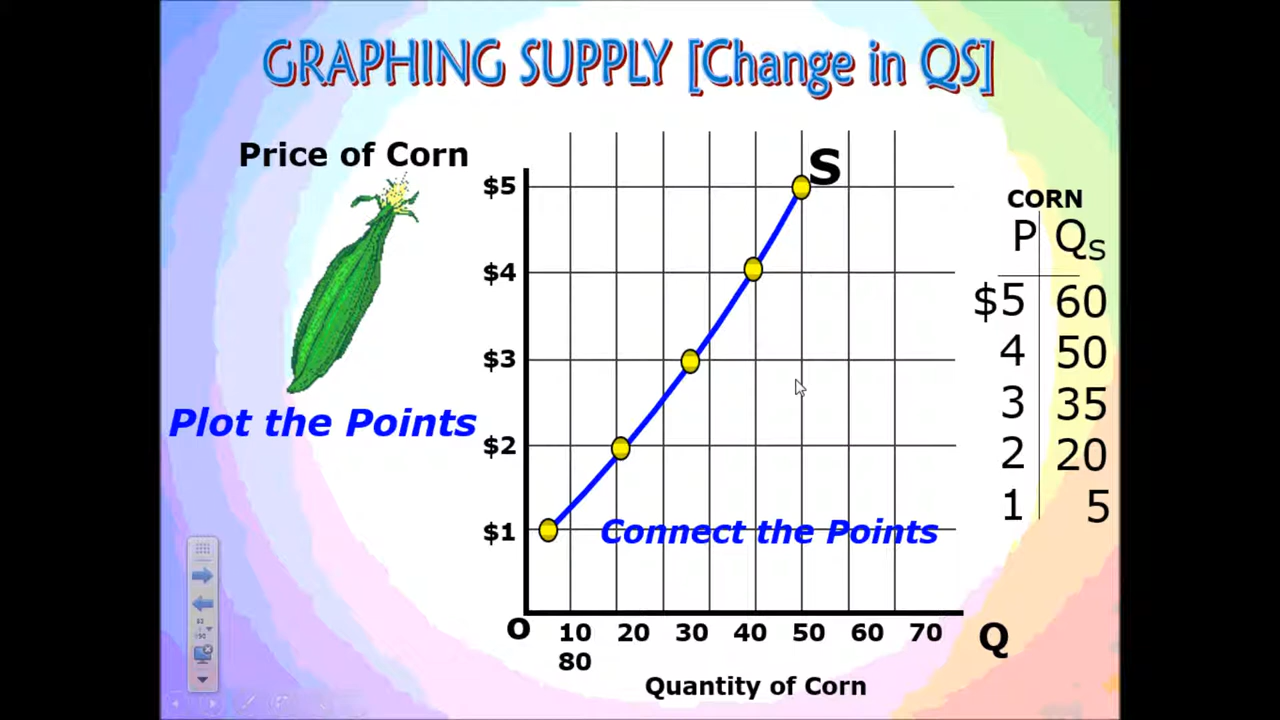 GRAPHING SUPPLY [Change in QS]
Price of Corn
Plot the Points
$5
$4
$3
$2
$1
S
Connect the Points
O 10 20 30 40 50 60 70 Q
80
Quantity of Corn
CORN
P QS
$5 60
4 50
3 35
2 20
1 5